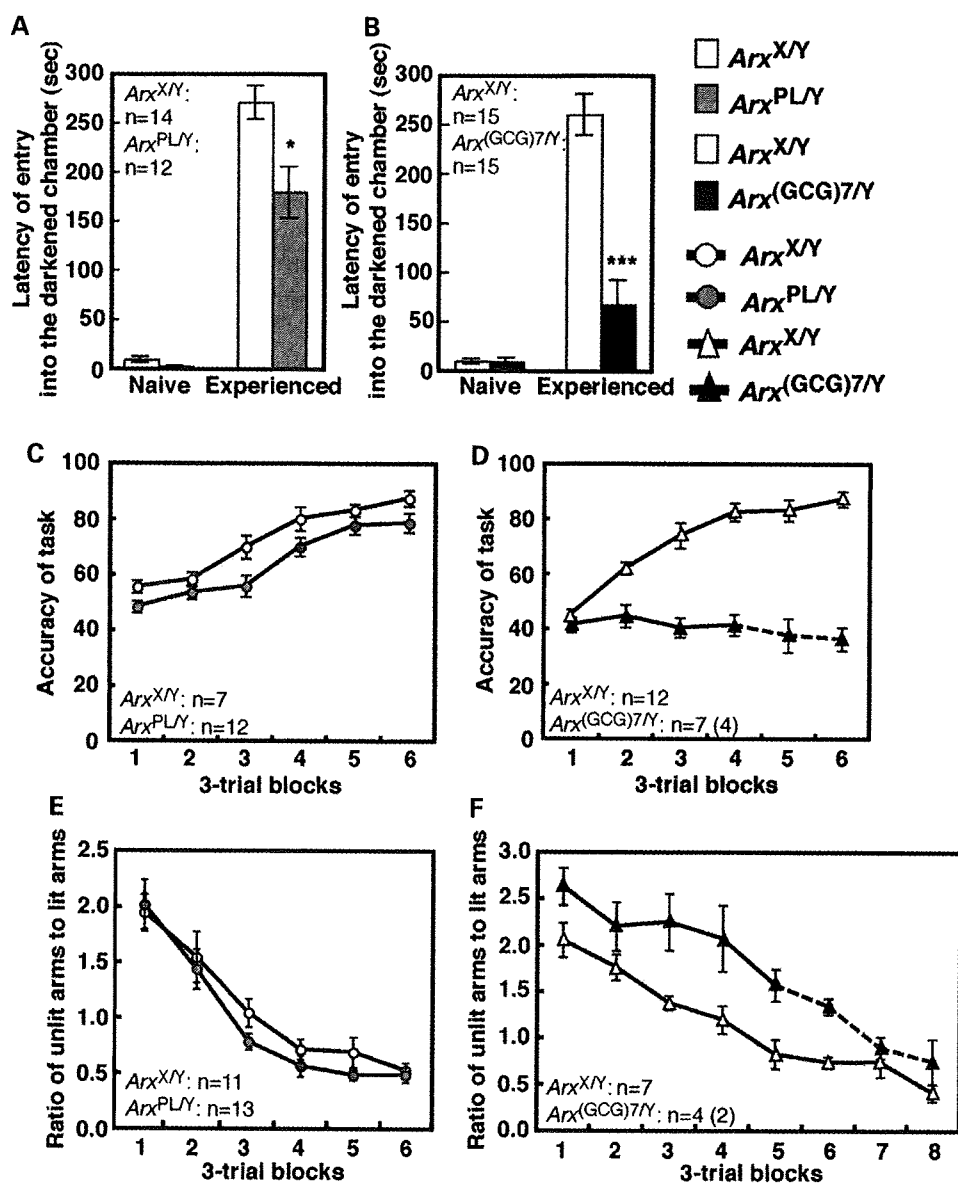 A
Latency of entry
into the darkened chamber (sec)
300
250
200
150
100
50
0
Arx^X/Y:
n=14
Arx^PL/Y:
n=12
*
Naive
Experienced
B
Latency of entry
into the darkened chamber (sec)
300
250
200
150
100
50
0
Arx^X/Y:
n=15
Arx^(GCG)7/Y:
n=15
***
Naive
Experienced
Arx^X/Y
Arx^PL/Y
Arx^X/Y
Arx^(GCG)7/Y
Arx^X/Y
Arx^PL/Y
Arx^X/Y
Arx^(GCG)7/Y
C
Accuracy of task
100
80
60
40
20
0
Arx^X/Y: n=7
Arx^PL/Y: n=12
1 2 3 4 5 6
3-trial blocks
D
Accuracy of task
100
80
60
40
20
0
Arx^X/Y: n=12
Arx^(GCG)7/Y: n=7 (4)
1 2 3 4 5 6
3-trial blocks
E
Ratio of unlit arms to lit arms
2.5
2.0
1.5
1.0
0.5
0.0
Arx^X/Y: n=11
Arx^PL/Y: n=13
1 2 3 4 5 6
3-trial blocks
F
Ratio of unlit arms to lit arms
3.0
2.5
2.0
1.5
1.0
0.5
0.0
Arx^X/Y: n=7
Arx^(GCG)7/Y: n=4 (2)
1 2 3 4 5 6 7 8
3-trial blocks